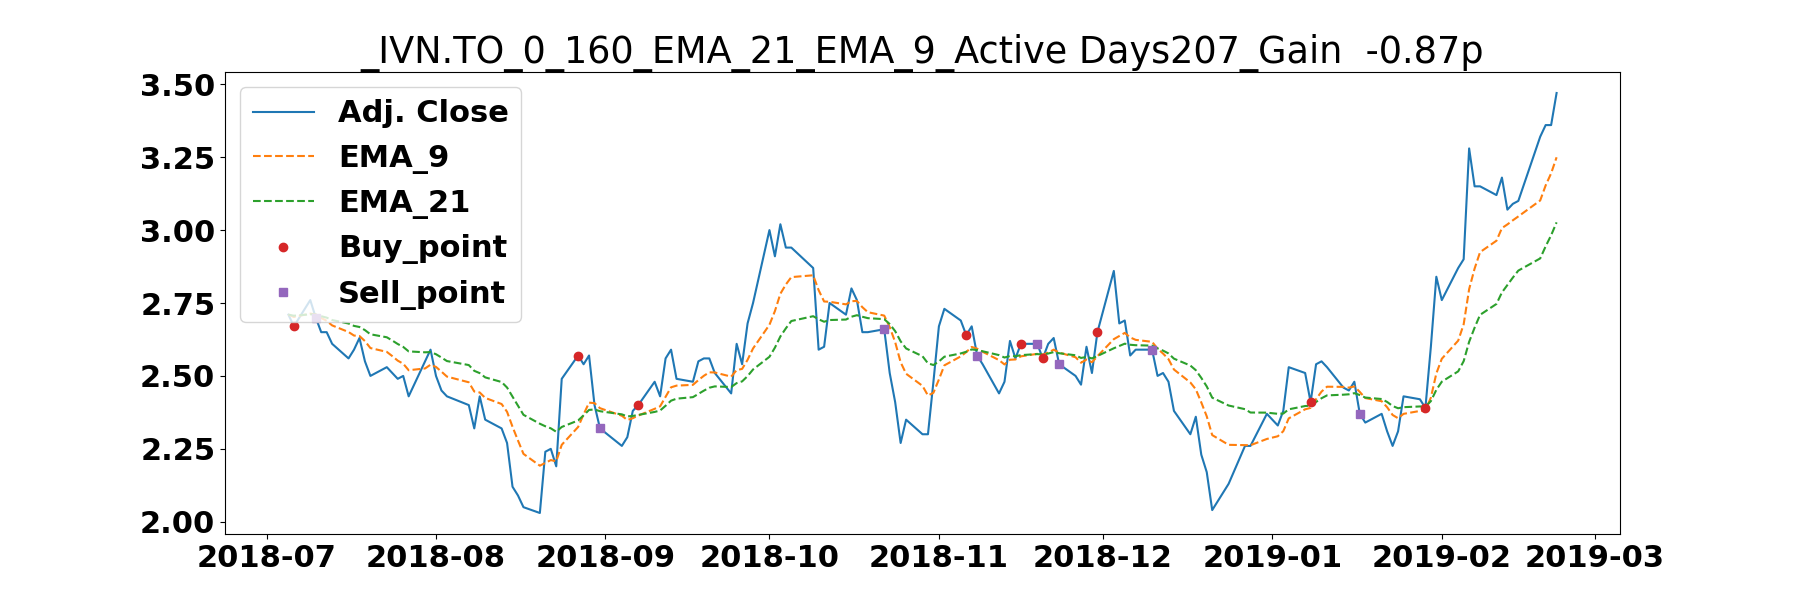 _IVN.TO_0_160_EMA_21_EMA_9_Active Days207_Gain  -0.87p
3.50
3.25
3.00
2.75
2.50
2.25
2.00
Adj. Close
EMA_9
EMA_21
Buy_point
Sell_point
2018-07 2018-08 2018-09 2018-10 2018-11 2018-12 2019-01 2019-02 2019-03